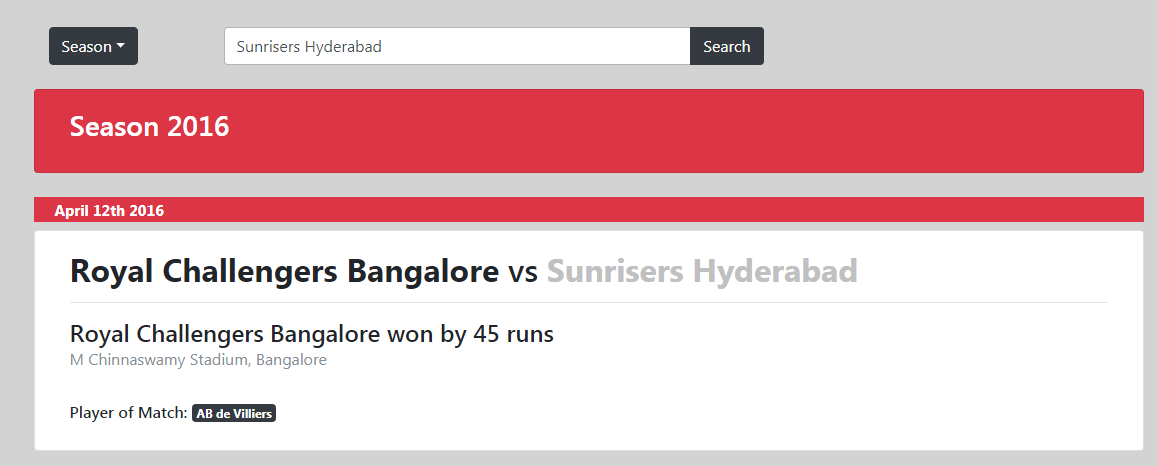 Season
Sunrisers Hyderabad
Search
Season 2016
April 12th 2016
Royal Challengers Bangalore vs Sunrisers Hyderabad
Royal Challengers Bangalore won by 45 runs
M Chinnaswamy Stadium, Bangalore
Player of Match: AB de Villiers